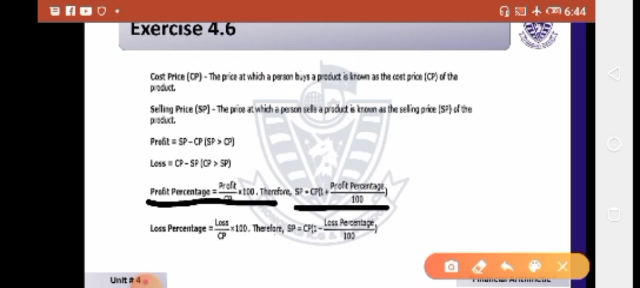 6:44
Exercise 4.6
Cost Price (CP) - The price at which a person buys a product is known as the cost price (CP) of the
product.
Selling Price (SP) - The price at which a person sells a product is known as the selling price (SP) of the
product.
Profit = SP - CP (SP > CP)
Loss = CP - SP (CP > SP)
Profit Percentage = Profit/CP ×100. Therefore, SP = CP(1+ Profit Percentage/100)
Loss Percentage = Loss/CP ×100. Therefore, SP = CP(1- Loss Percentage/100)
Unit # 4
Financial Arithmetic